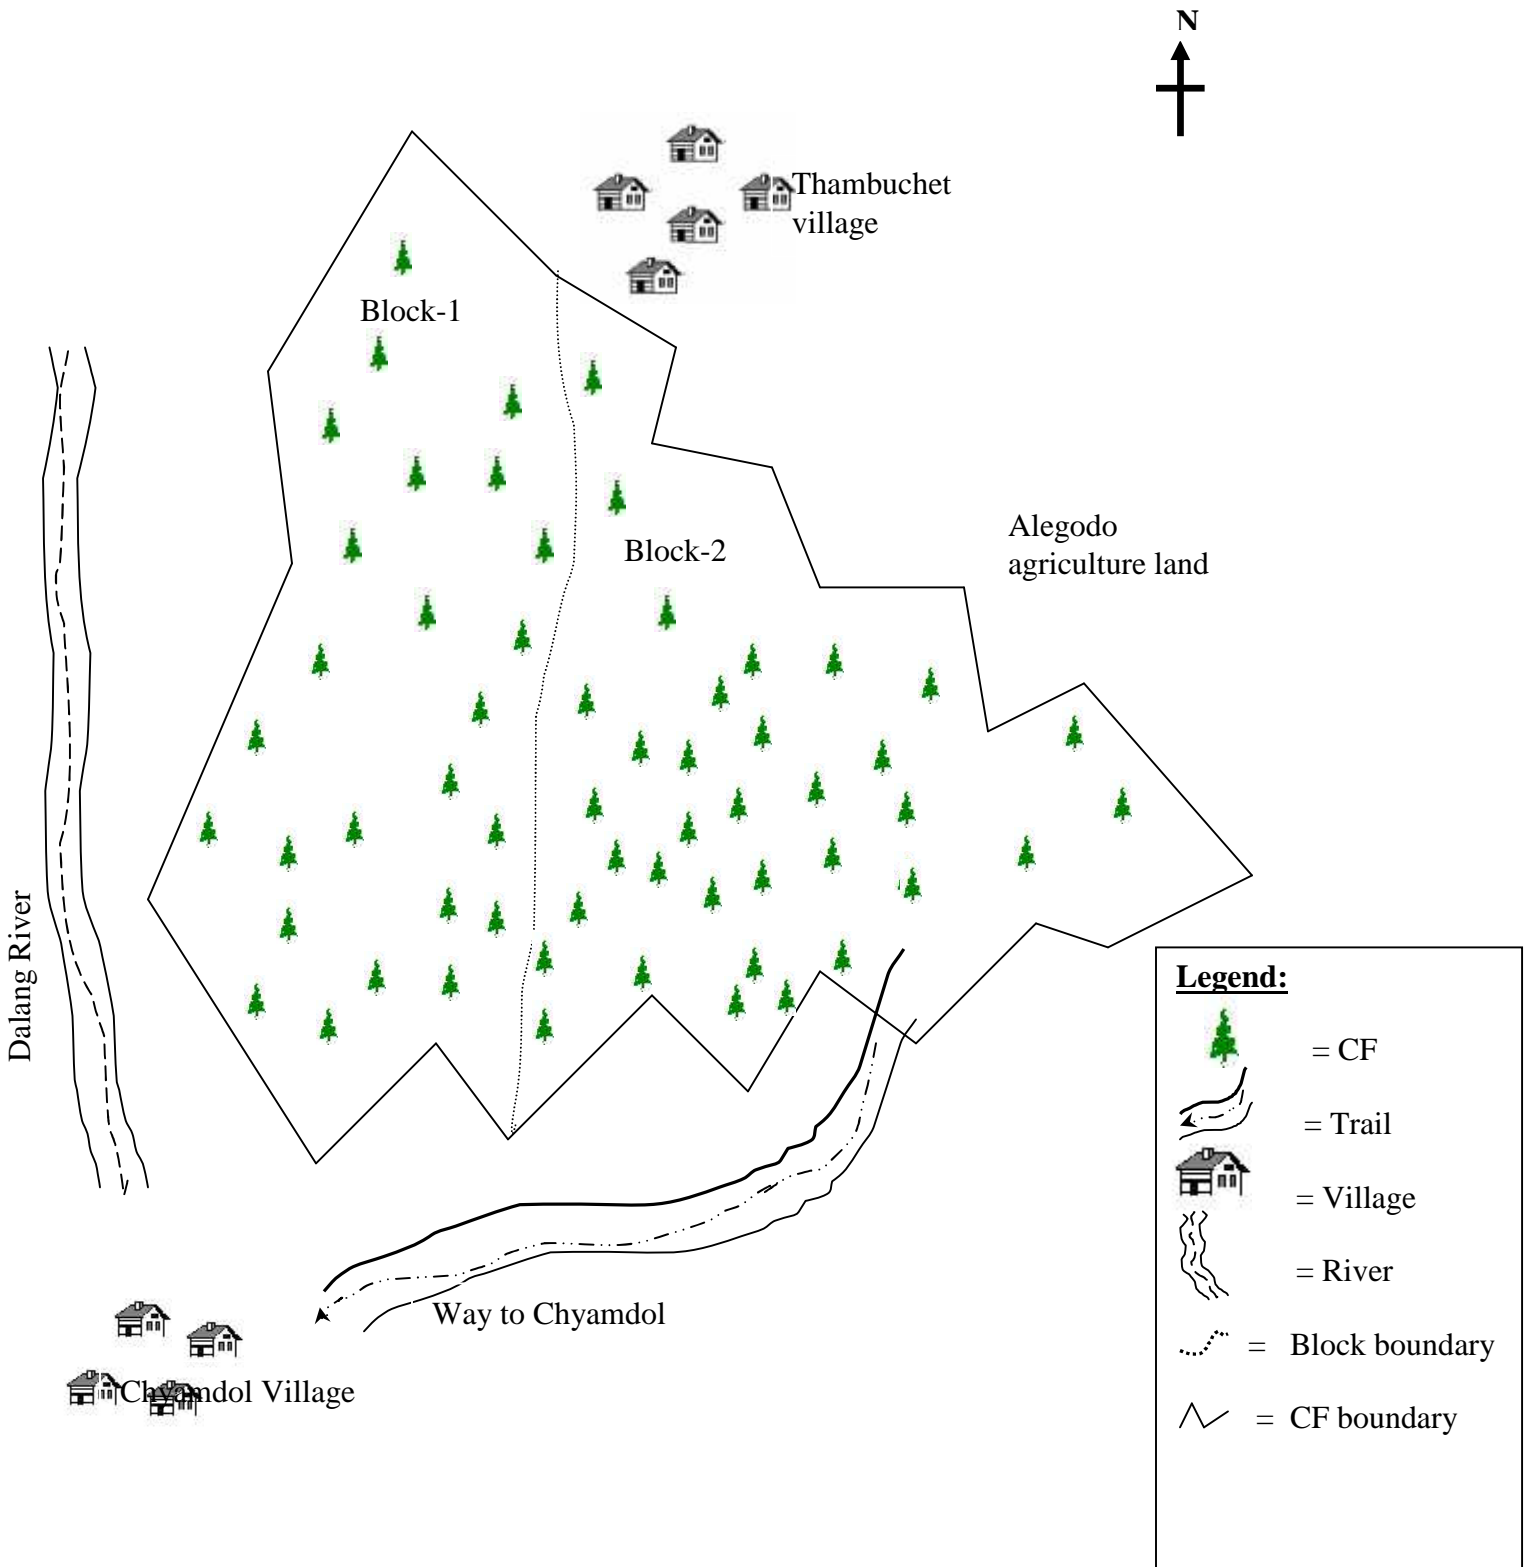 N
Thambuchet
village
Block-1
Alegodo
agriculture land
Block-2
Dalang River
Legend:
= CF
= Trail
= Village
= River
= Block boundary
= CF boundary
Way to Chyamdol
Chyamdol Village